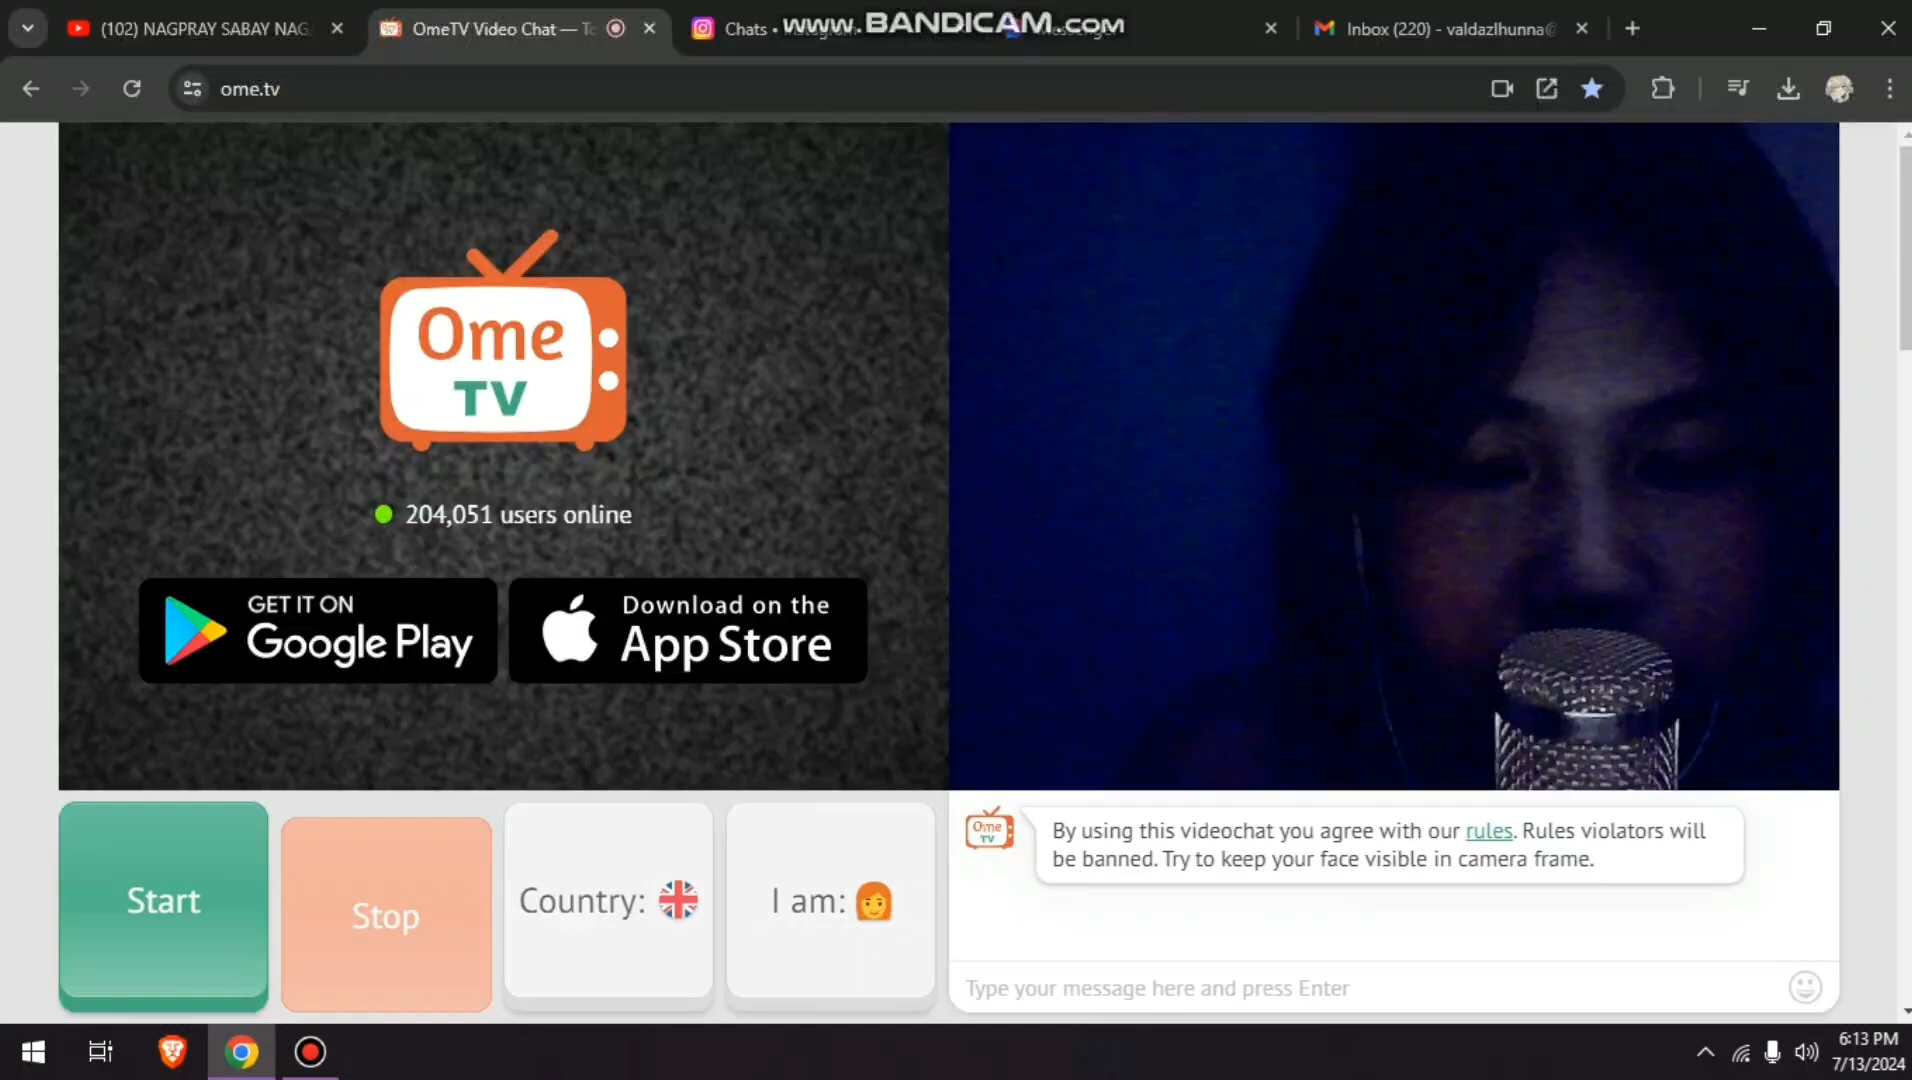 (102) NAGPRAY SABAY NAG
OmeTV Video Chat — To
Chats •
www.BANDICAM.com
Inbox (220) - valdazlhunna@
ome.tv
Ome
TV
204,051 users online
GET IT ON
Google Play
Download on the
App Store
Start
Stop
Country:
I am:
Ome
TV
By using this videochat you agree with our rules. Rules violators will
be banned. Try to keep your face visible in camera frame.
Type your message here and press Enter
6:13 PM
7/13/2024